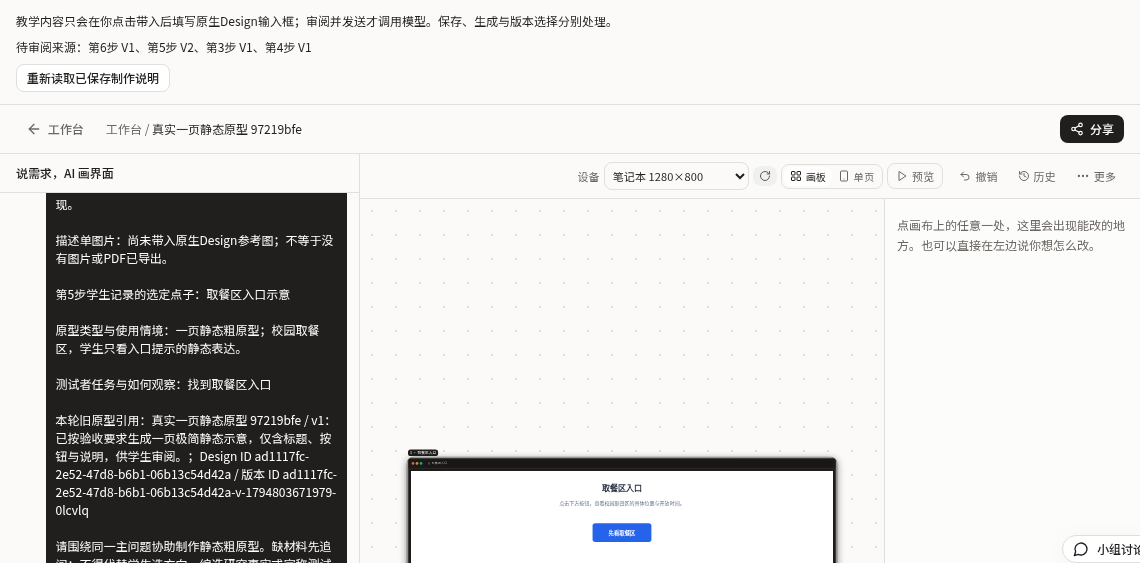 教学内容只会在你点击带入后填写原生Design输入框；审阅并发送才调用模型。保存、生成与版本选择分别处理。
待审阅来源：第6步 V1、第5步 V2、第3步 V1、第4步 V1
重新读取已保存制作说明
工作台
工作台 / 真实一页静态原型 97219bfe
分享
说需求，AI 画界面
设备
笔记本 1280×800
画板
单页
预览
撤销
历史
更多
现。
描述单图片：尚未带入原生Design参考图；不等于没
有图片或PDF已导出。
第5步学生记录的选定点子：取餐区入口示意
原型类型与使用情境：一页静态粗原型；校园取餐
区，学生只看入口提示的静态表达。
测试者任务与如何观察：找到取餐区入口
本轮旧原型引用：真实一页静态原型 97219bfe / v1：
已按验收要求生成一页极简静态示意，仅含标题、按
钮与说明，供学生审阅。；Design ID ad1117fc-
2e52-47d8-b6b1-06b13c54d42a / 版本 ID ad1117fc-
2e52-47d8-b6b1-06b13c54d42a-v-1794803671979-
0lcvlq
请围绕同一主问题协助制作静态粗原型。缺材料先追
点画布上的任意一处，这里会出现能改的地
方。也可以直接在左边说你想怎么改。
取餐区入口
先看取餐区
小组讨论